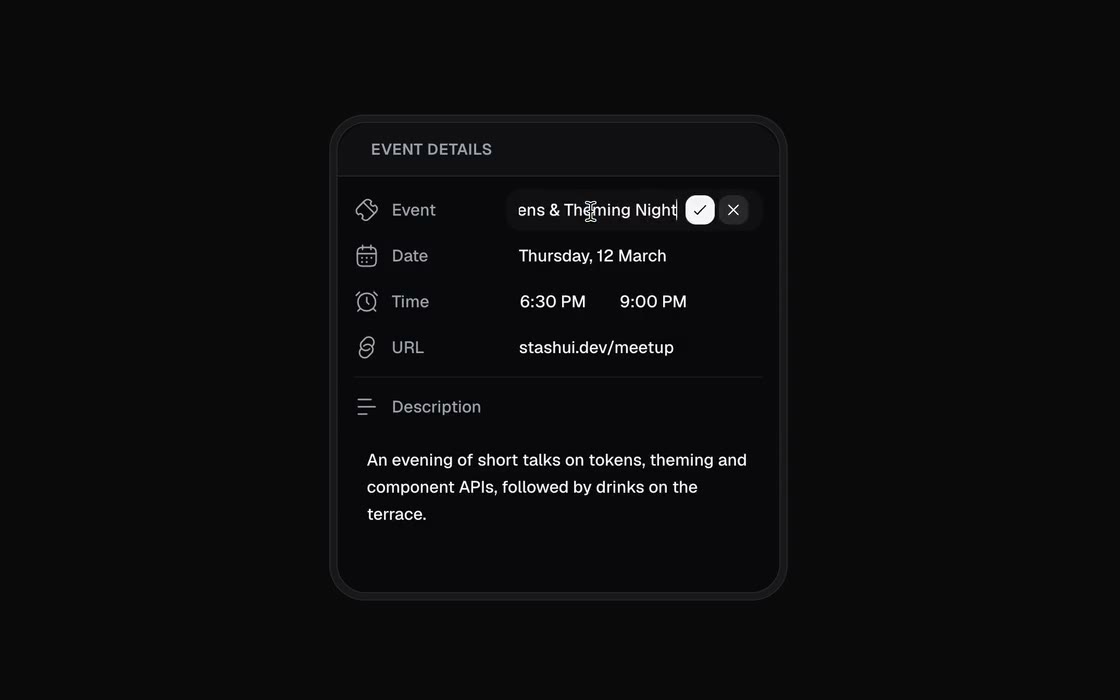 EVENT DETAILS
Event ens & Theming Night
Date Thursday, 12 March
Time 6:30 PM 9:00 PM
URL stashui.dev/meetup
Description
An evening of short talks on tokens, theming and
component APIs, followed by drinks on the
terrace.